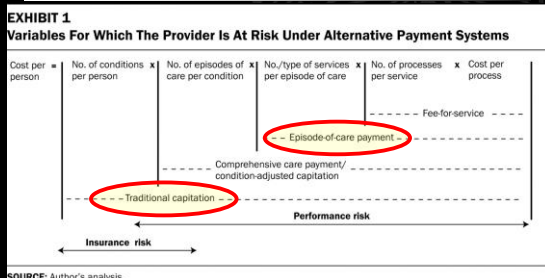 EXHIBIT 1
Variables For Which The Provider Is At Risk Under Alternative Payment Systems
Cost per person = No. of conditions per person x No. of episodes of care per condition x No./type of services per episode of care x No. of processes per service x Cost per process
Fee-for-service
Episode-of-care payment
Comprehensive care payment/
condition-adjusted capitation
Traditional capitation
Performance risk
Insurance risk
SOURCE: Author's analysis